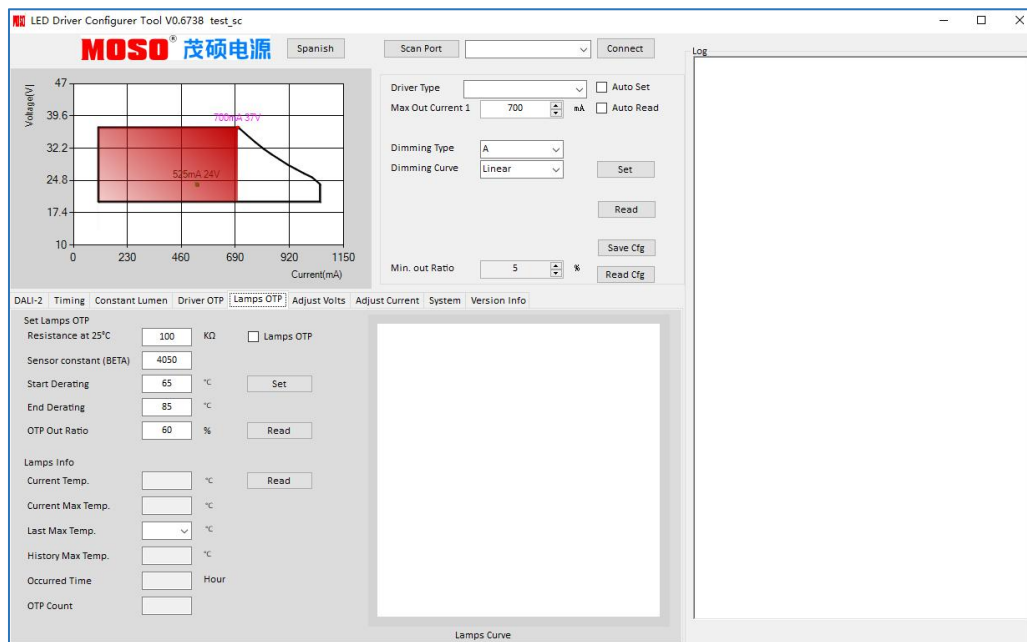 LED Driver Configurer Tool V0.6738 test_sc
MOSO® 茂硕电源
Spanish
Scan Port
Connect
Log
Voltage(V)
47
39.6
32.2
24.8
17.4
10
700mA 37V
525mA 24V
0 230 460 690 920 1150
Current(mA)
Driver Type
Auto Set
Max Out Current 1 700 mA
Auto Read
Dimming Type A
Dimming Curve Linear
Set
Read
Save Cfg
Min. out Ratio 5 %
Read Cfg
DALI-2 Timing Constant Lumen Driver OTP Lamps OTP Adjust Volts Adjust Current System Version Info
Set Lamps OTP
Resistance at 25°C 100 KΩ
Lamps OTP
Sensor constant (BETA) 4050
Start Derating 65 °C
Set
End Derating 85 °C
OTP Out Ratio 60 %
Read
Lamps Info
Current Temp. °C
Read
Current Max Temp. °C
Last Max Temp. °C
History Max Temp. °C
Occurred Time Hour
OTP Count
Lamps Curve